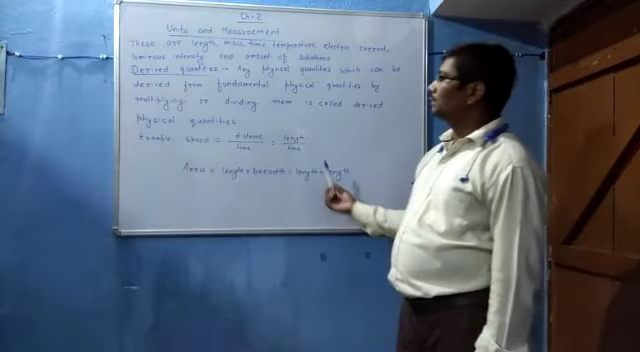 Ch-2
Units and Measurement
These are length, mass, time, temperature electric current,
luminous intensity and amount of substance
Derived quantities → Any physical quantities which can be
derived from fundamental physical quantities by
multiplying or dividing them is called derived
physical quantities
Example speed = distance/time = length/time
Area = length × breadth = length × length